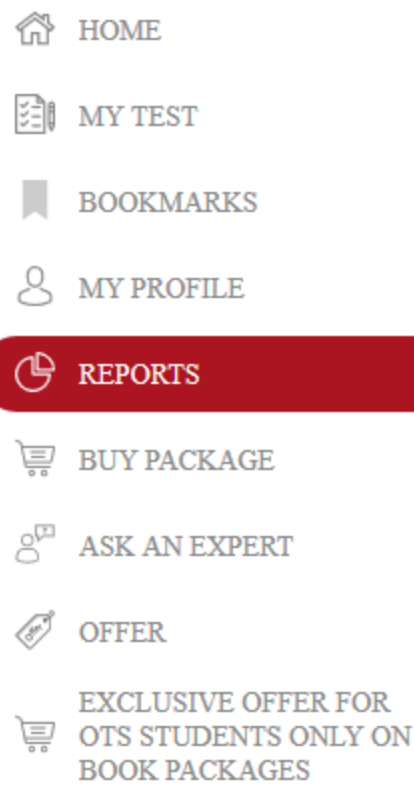 HOME
MY TEST
BOOKMARKS
MY PROFILE
REPORTS
BUY PACKAGE
ASK AN EXPERT
OFFER
EXCLUSIVE OFFER FOR
OTS STUDENTS ONLY ON
BOOK PACKAGES